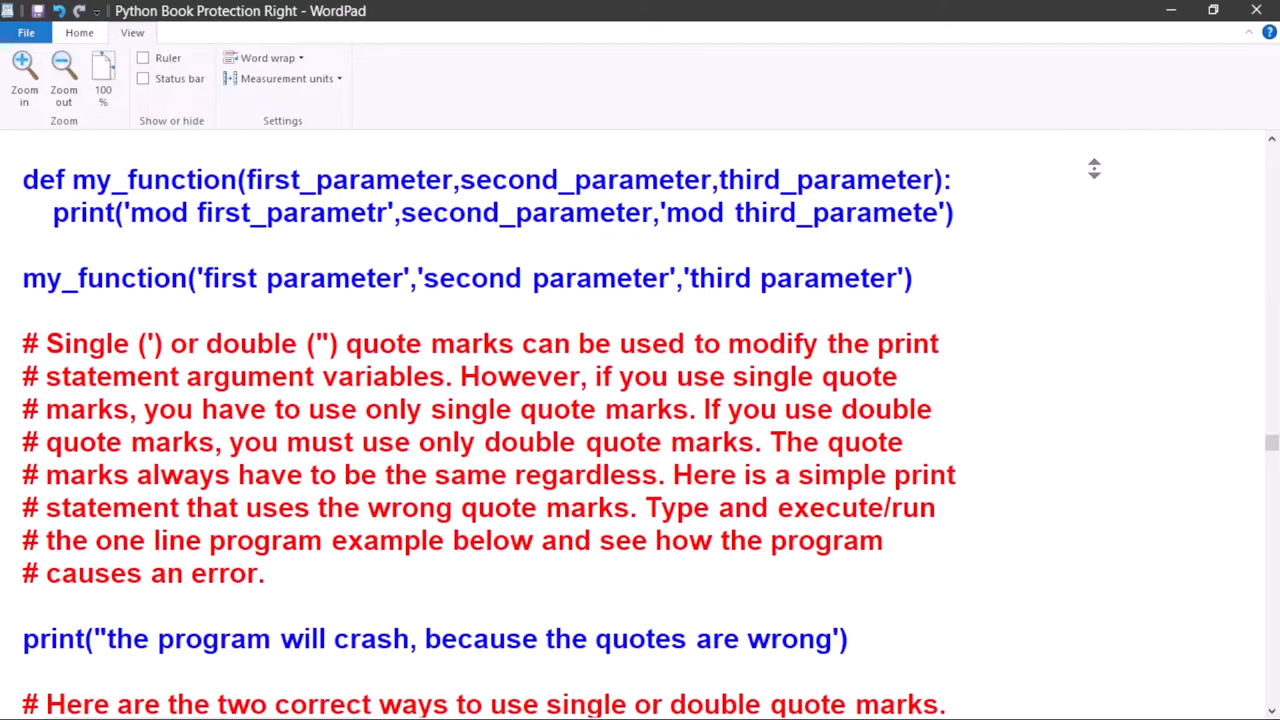 Python Book Protection Right - WordPad
File Home View
Zoom in
Zoom out
100 %
Ruler
Status bar
Word wrap
Measurement units
Zoom
Show or hide
Settings
def my_function(first_parameter,second_parameter,third_parameter):
    print('mod first_parametr',second_parameter,'mod third_paramete')
my_function('first parameter','second parameter','third parameter')
# Single (') or double (") quote marks can be used to modify the print
# statement argument variables. However, if you use single quote
# marks, you have to use only single quote marks. If you use double
# quote marks, you must use only double quote marks. The quote
# marks always have to be the same regardless. Here is a simple print
# statement that uses the wrong quote marks. Type and execute/run
# the one line program example below and see how the program
# causes an error.
print("the program will crash, because the quotes are wrong')
# Here are the two correct ways to use single or double quote marks.